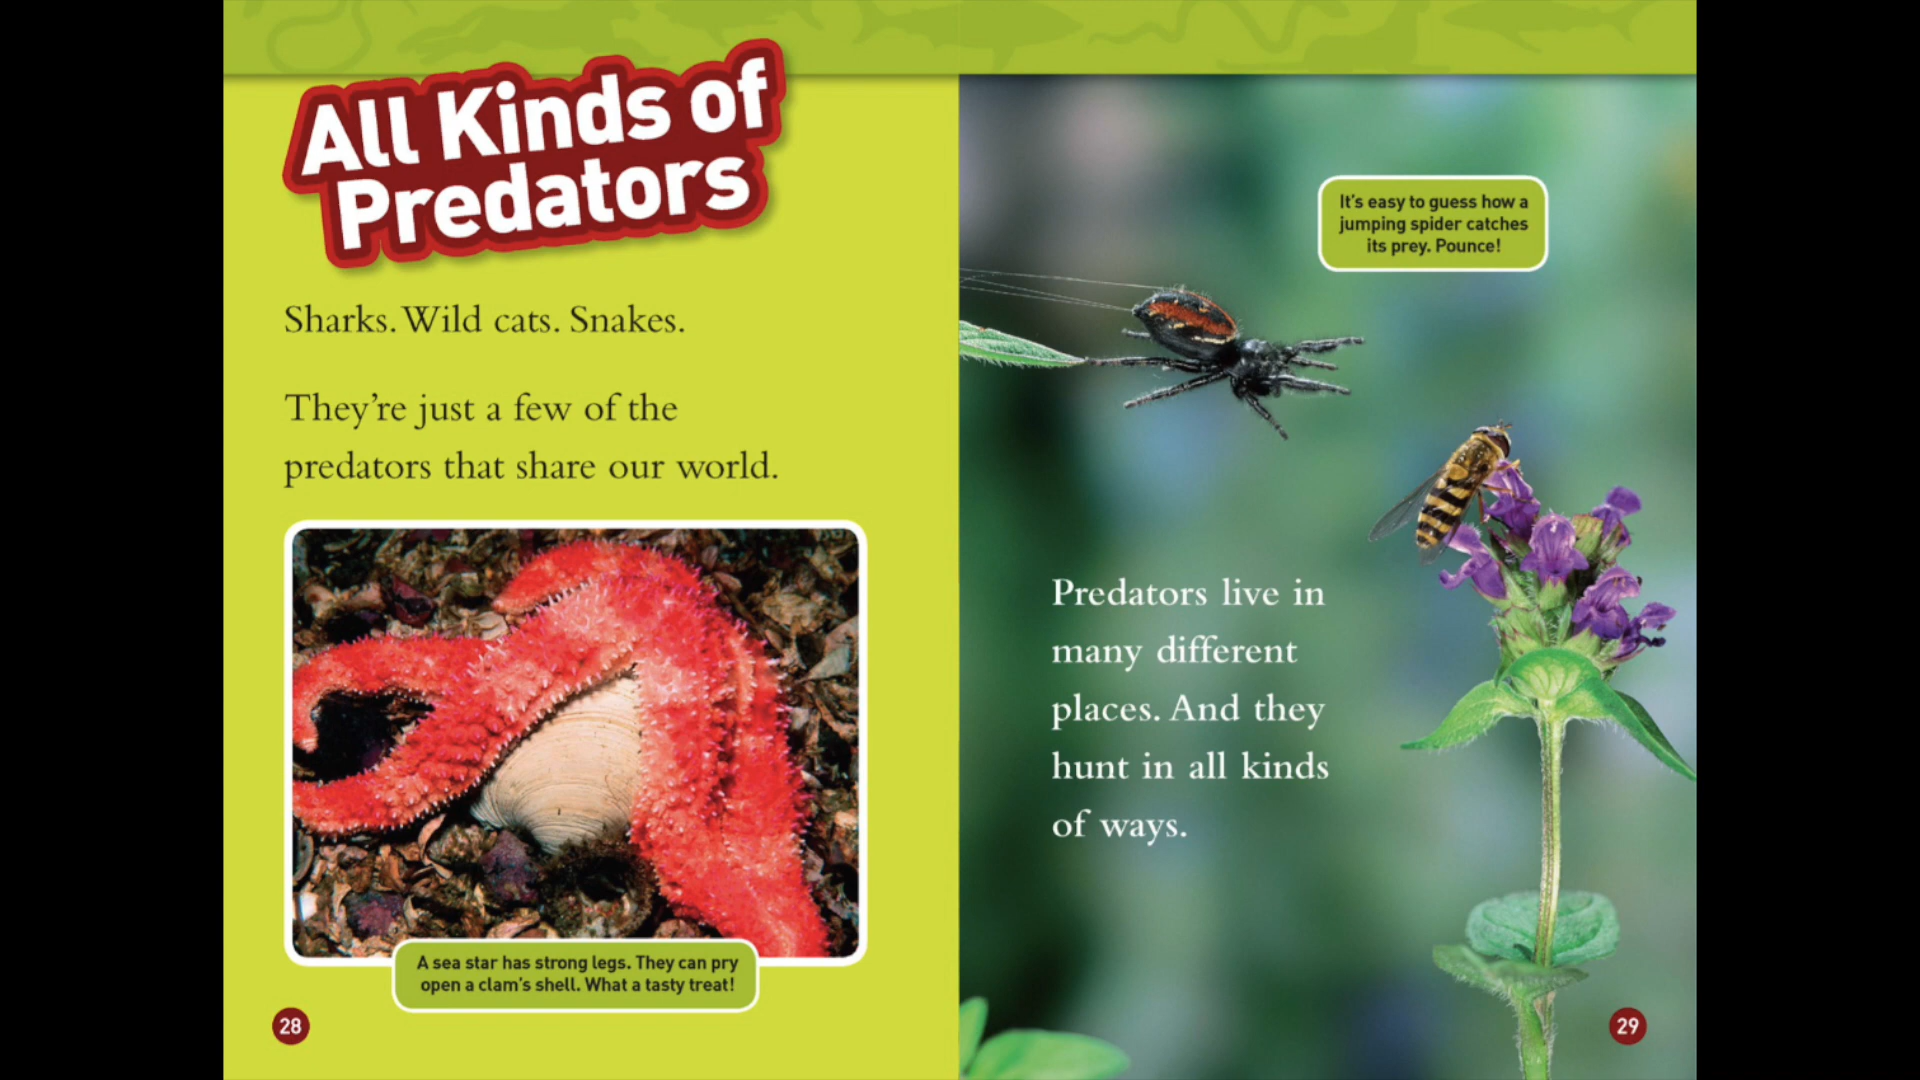 All Kinds of
Predators
Sharks. Wild cats. Snakes.
They're just a few of the
predators that share our world.
A sea star has strong legs. They can pry
open a clam's shell. What a tasty treat!
28
It's easy to guess how a
jumping spider catches
its prey. Pounce!
Predators live in
many different
places. And they
hunt in all kinds
of ways.
29